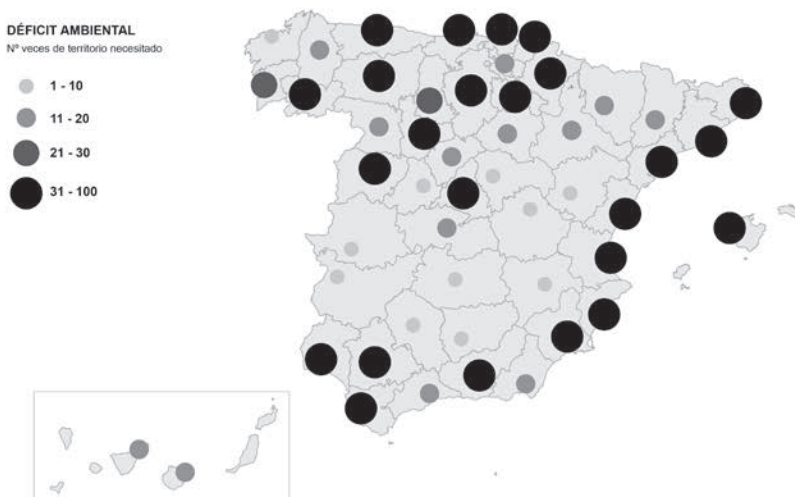 DÉFICIT AMBIENTAL
Nº veces de territorio necesitado
1 - 10
11 - 20
21 - 30
31 - 100